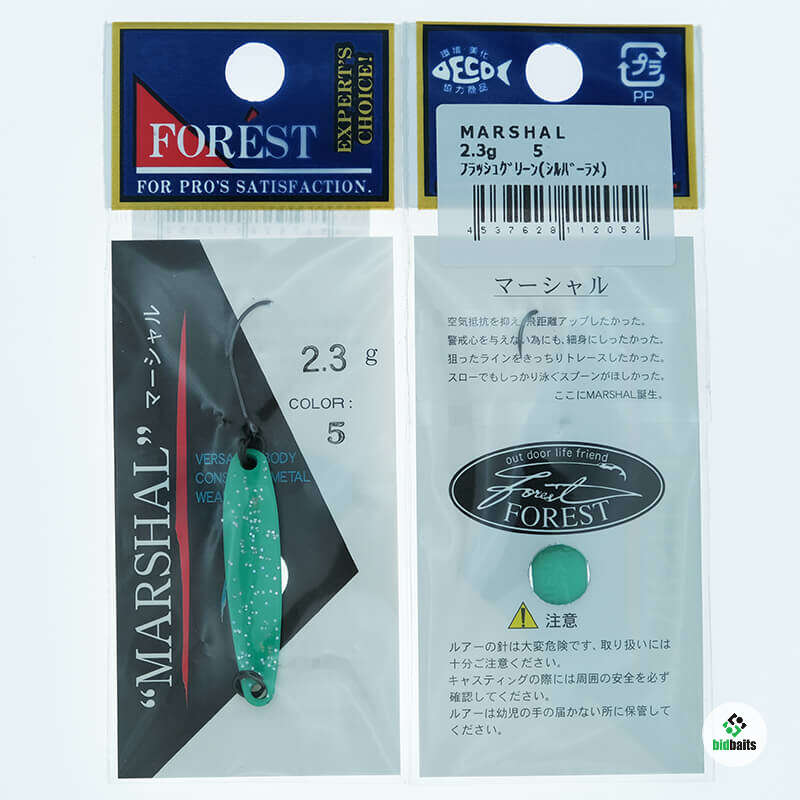 FORÉST
EXPERT'S
CHOICE!
FOR PRO'S SATISFACTION.
"MARSHAL" マーシャル
2.3 g
COLOR:
5
BODY
METAL
環境・美化
ECO
協力商品
プラ
PP
MARSHAL
2.3g 5
フラッシュグリーン(シルバーラメ)
4 537628 112052
マーシャル
空気抵抗を抑え、飛距離アップしたかった。
警戒心を与えない為にも、細身にしったかった。
狙ったラインをきっちりトレースしたかった。
スローでもしっかり泳ぐスプーンがほしかった。
ここにMARSHAL誕生。
out door life friend
Forest
FOREST
注意
ルアーの針は大変危険です、取り扱いには
十分ご注意ください。
キャスティングの際には周囲の安全を必ず
確認してください。
ルアーは幼児の手の届かない所に保管して
ください。
bidbaits